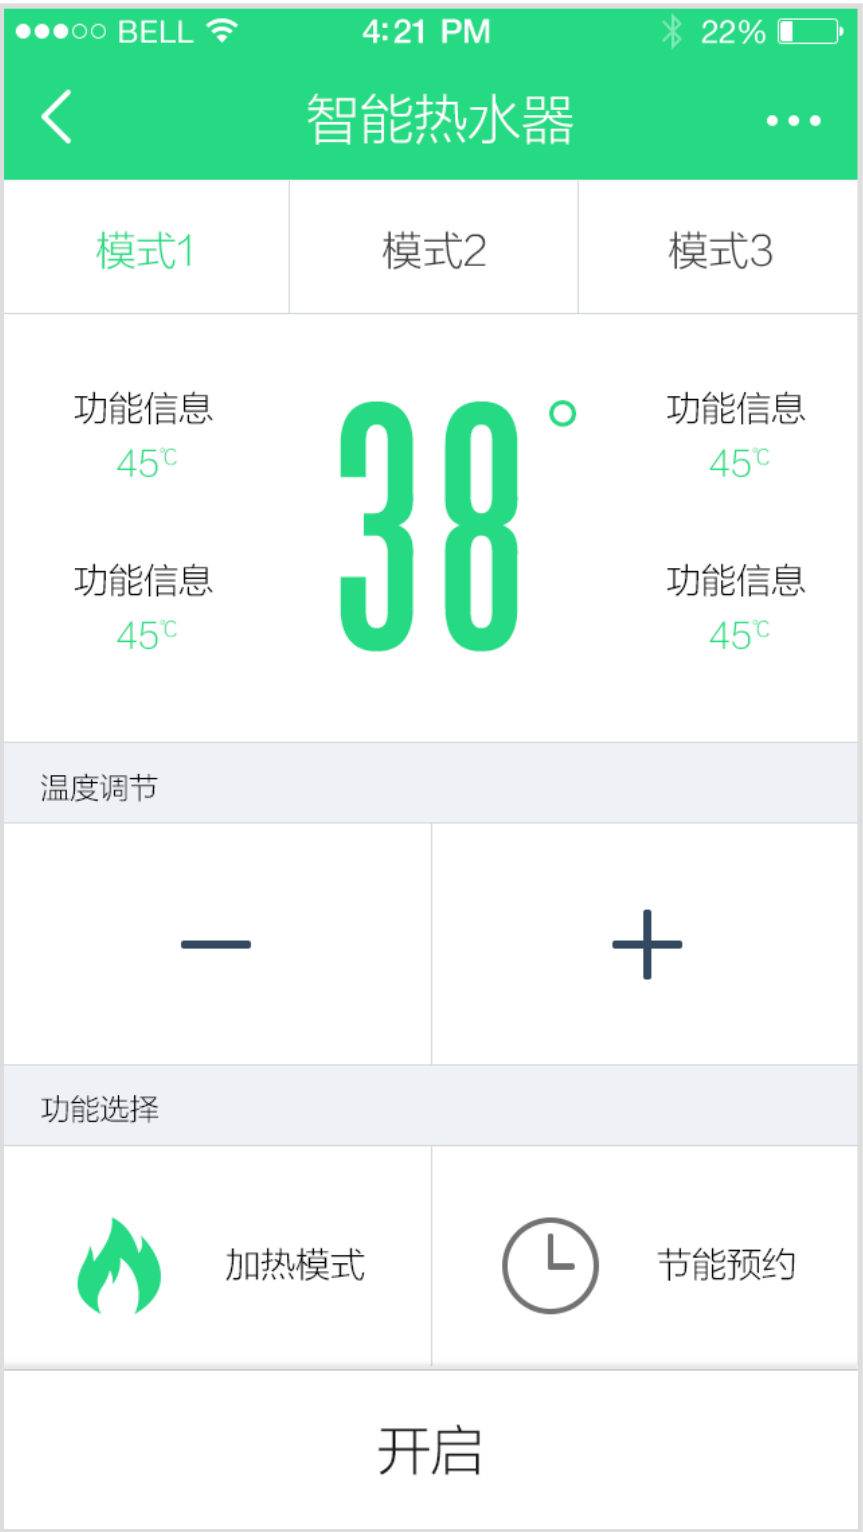 BELL 4:21 PM 22%
智能热水器
模式1 模式2 模式3
功能信息 功能信息
45℃ 38° 45℃
功能信息 功能信息
45℃ 45℃
温度调节
— +
功能选择
加热模式 节能预约
开启